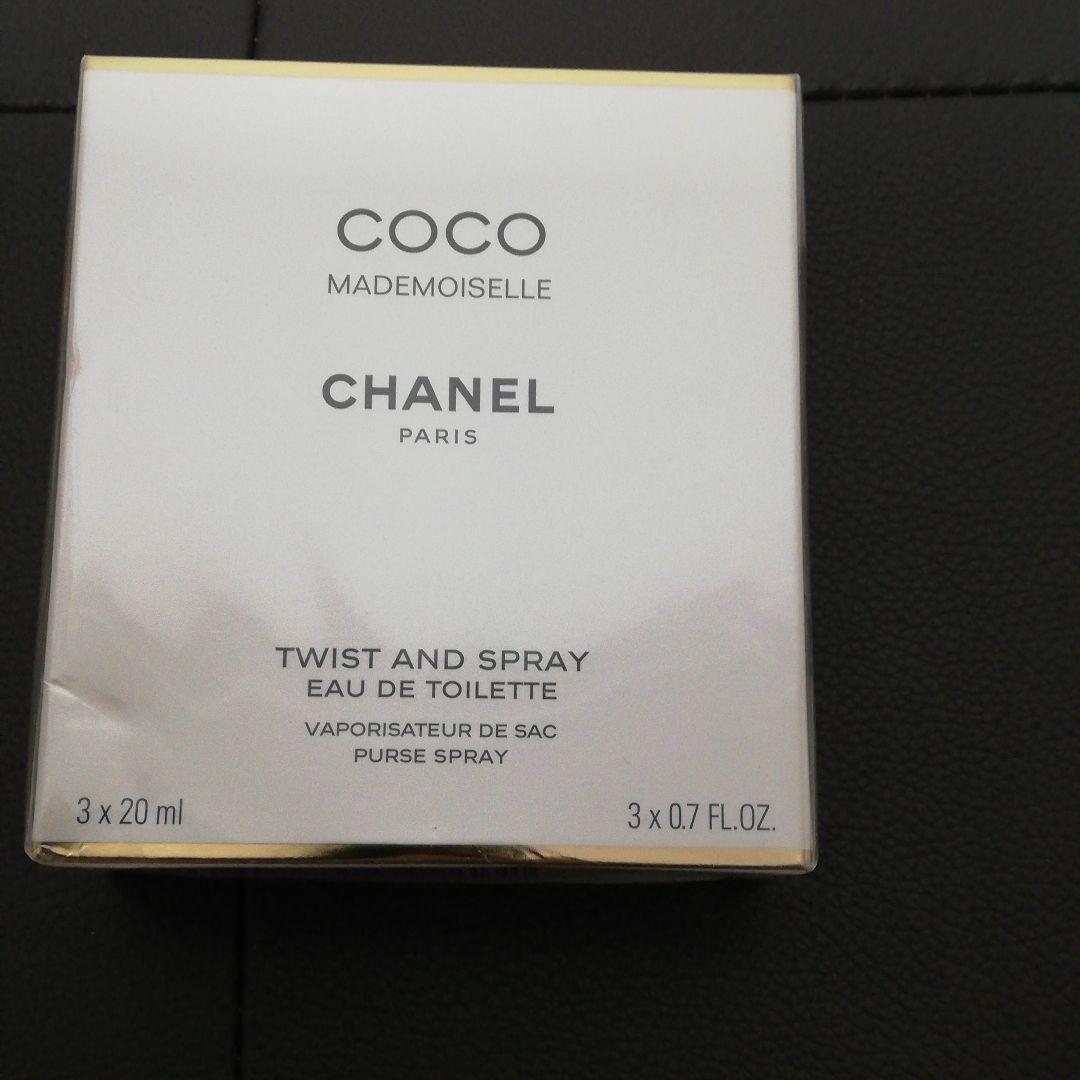 COCO
MADEMOISELLE
CHANEL
PARIS
TWIST AND SPRAY
EAU DE TOILETTE
VAPORISATEUR DE SAC
PURSE SPRAY
3 x 20 ml 3 x 0.7 FL.OZ.